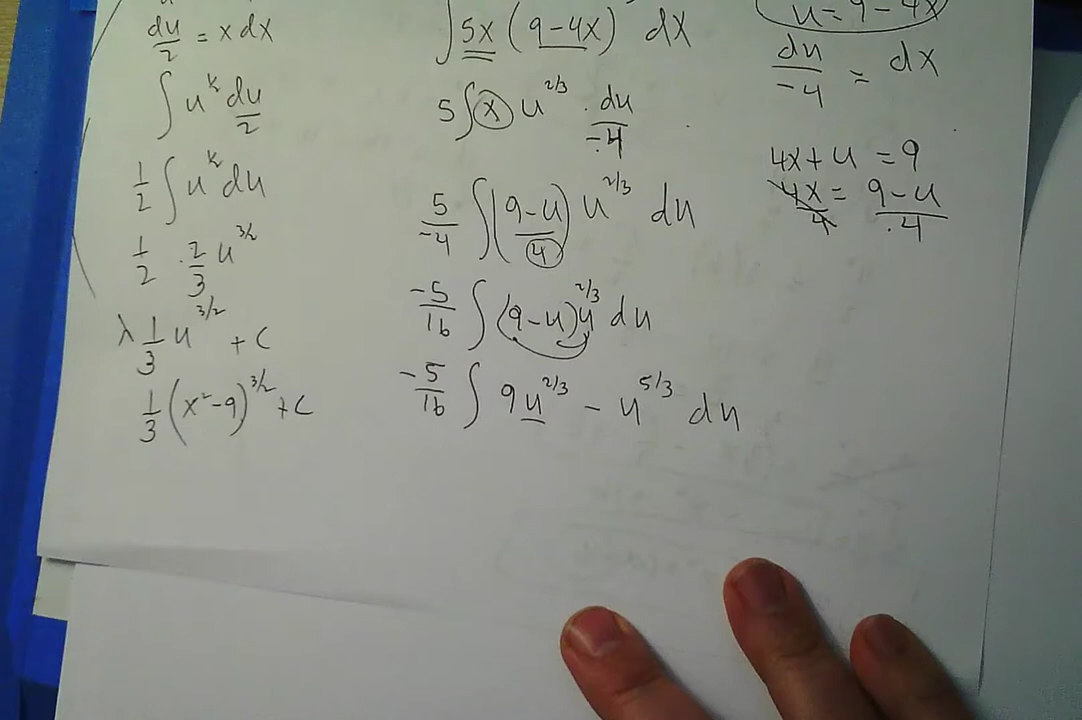 du/2 = x dx
∫ u^½ du/2
1/2 ∫ u^½ du
1/2 · 2/3 u^3/2
1/3 u^3/2 + C
1/3 (x²-9)^3/2 + C
∫ 5x (9-4x) dx
5 ∫ x u^2/3 · du/-4
5/-4 ∫ (9-u/4) u^2/3 du
-5/16 ∫ (9-u)u^2/3 du
-5/16 ∫ 9u^2/3 - u^5/3 du
u=9-4x
du/-4 = dx
4x+u = 9
4x/4 = 9-u/4